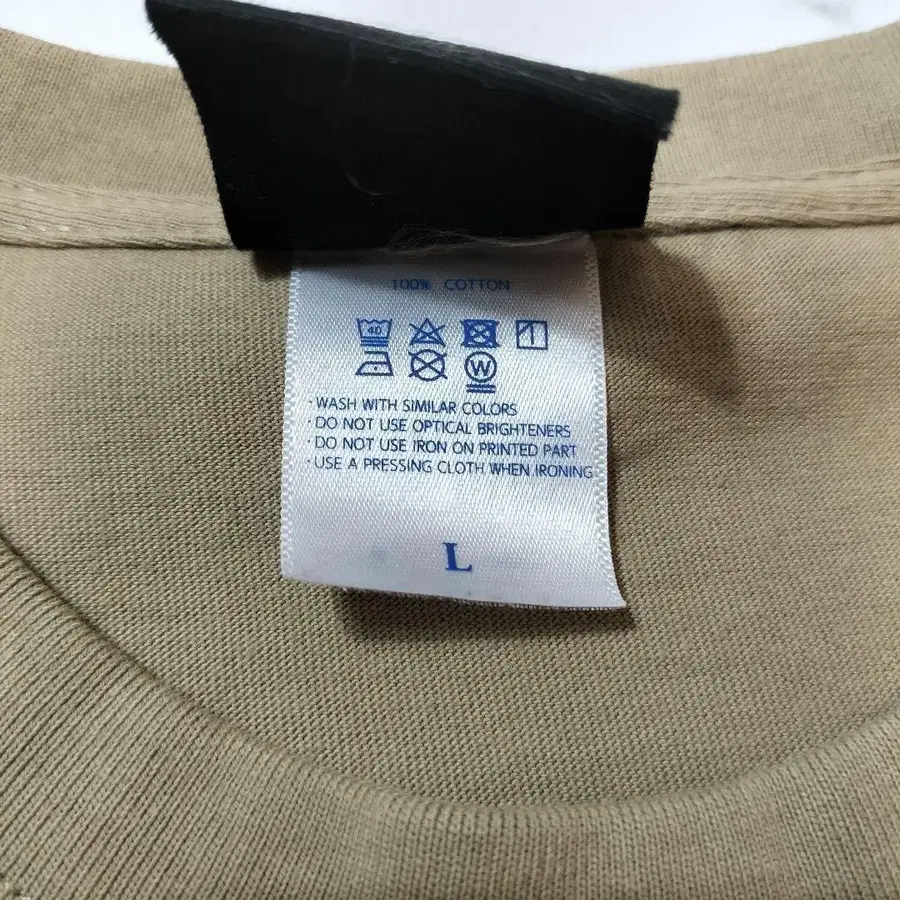 100% COTTON
40
W
· WASH WITH SIMILAR COLORS
· DO NOT USE OPTICAL BRIGHTENERS
· DO NOT USE IRON ON PRINTED PART
· USE A PRESSING CLOTH WHEN IRONING
L